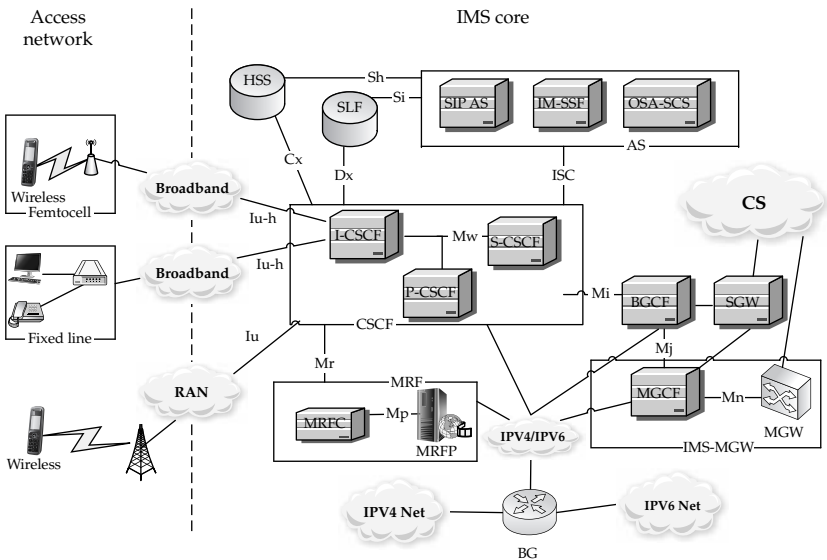 Access
network
IMS core
HSS
Sh
SLF
Si
SIP AS
IM-SSF
OSA-SCS
AS
Cx
Dx
ISC
Wireless
Femtocell
Broadband
Iu-h
I-CSCF
Mw
S-CSCF
P-CSCF
CSCF
CS
Broadband
Iu-h
Fixed line
Mi
BGCF
SGW
Iu
Mr
Mj
RAN
MRF
MRFC
Mp
MRFP
IPV4/IPV6
MGCF
Mn
MGW
IMS-MGW
Wireless
IPV4 Net
IPV6 Net
BG